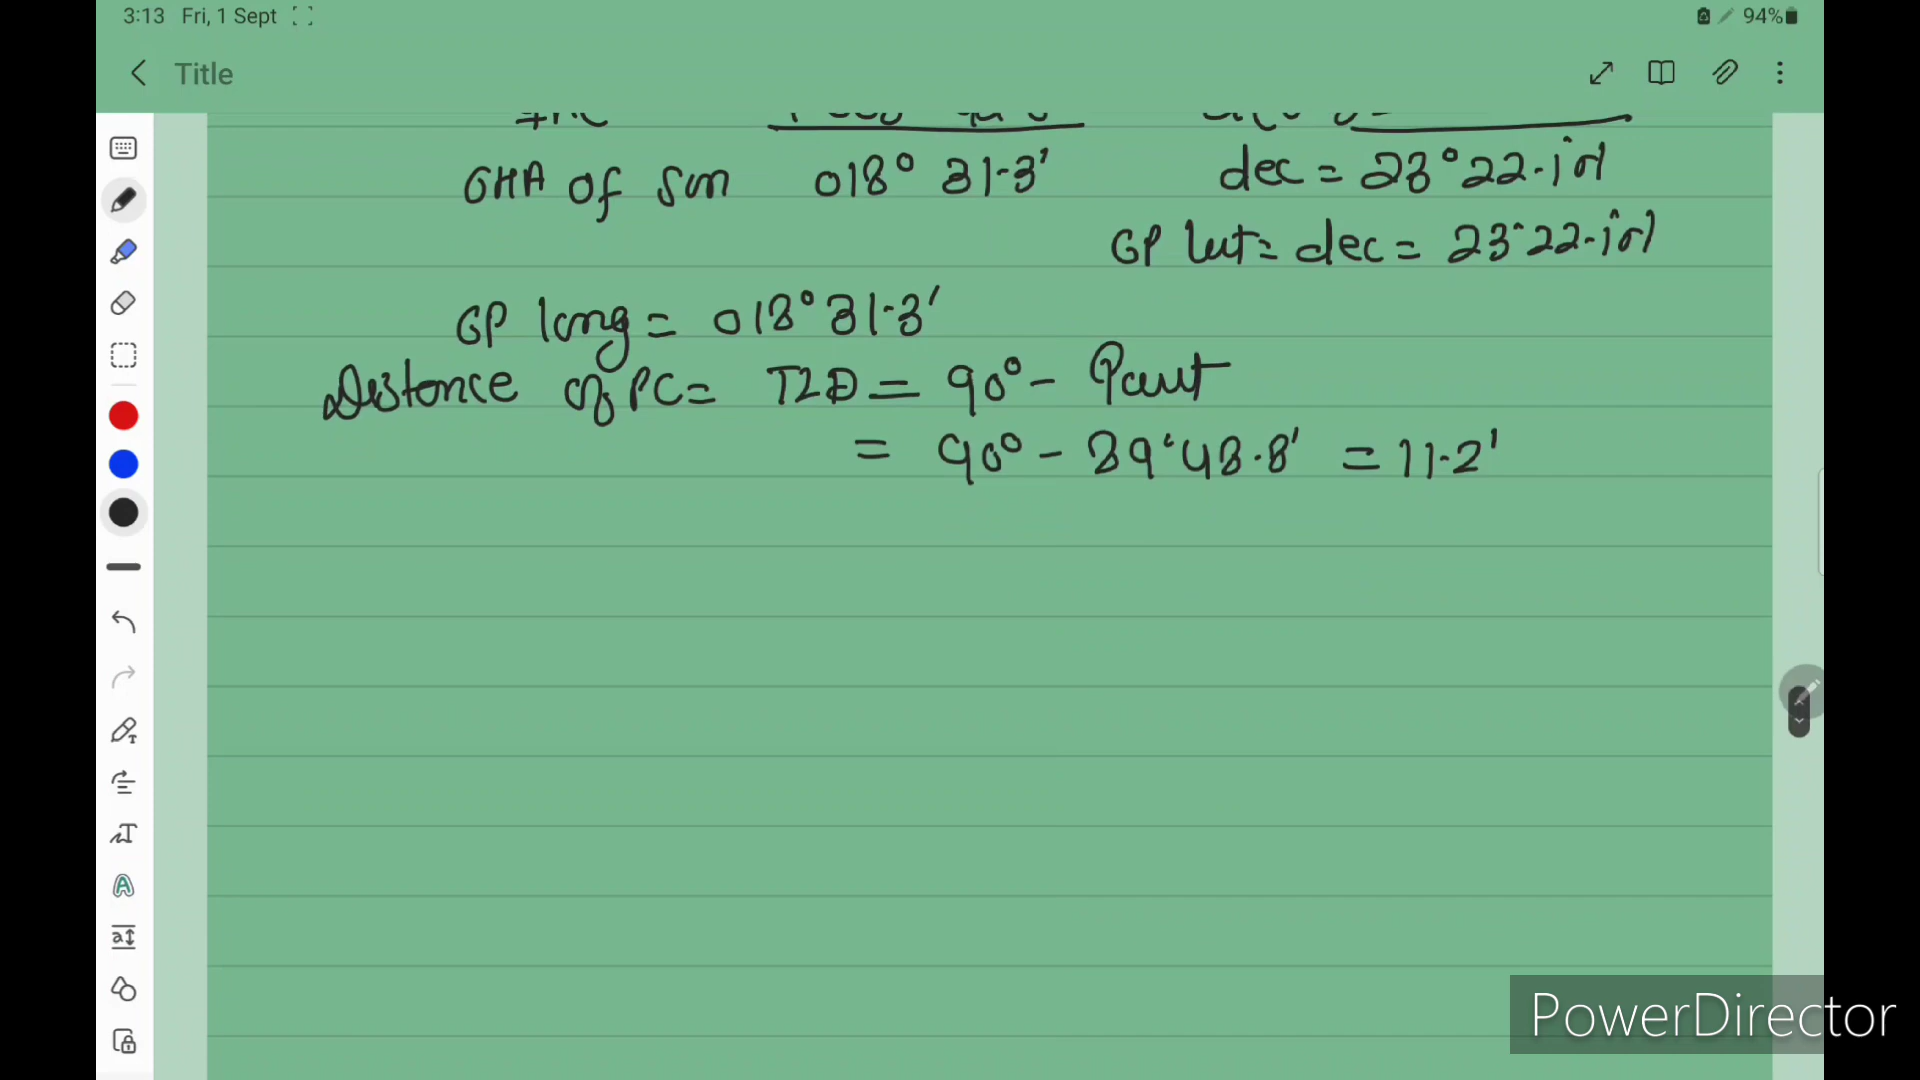 3:13 Fri, 1 Sept
94%
Title
GHA of sun 018° 31.3'
dec = 23°22.1'N
GP lat = dec = 23°22.1'N
GP long = 018° 31.3'
Distance of PC = TZD = 90° -
= 90° - 89°48.8' = 11.2'
PowerDirector